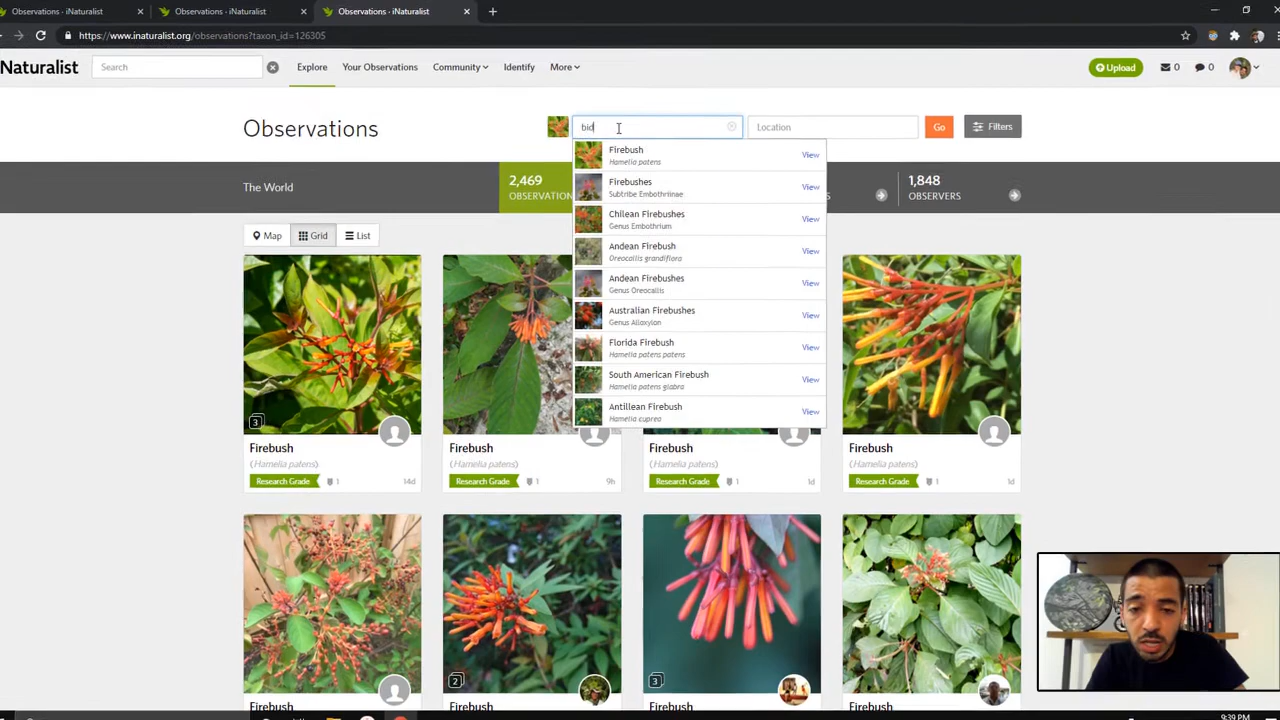 Observations · iNaturalist
Observations · iNaturalist
Observations · iNaturalist
https://www.inaturalist.org/observations?taxon_id=126305
Naturalist
Search
Explore
Your Observations
Community
Identify
More
Upload
0
0
Observations
bid
Location
Go
Filters
The World
2,469
OBSERVATION
S
1,848
OBSERVERS
Firebush
Hamelia patens
View
Firebushes
Subtribe Embothriinae
View
Chilean Firebushes
Genus Embothrium
View
Andean Firebush
Oreocallis grandiflora
View
Andean Firebushes
Genus Oreocallis
View
Australian Firebushes
Genus Alloxylon
View
Florida Firebush
Hamelia patens patens
View
South American Firebush
Hamelia patens glabra
View
Antillean Firebush
Hamelia cuprea
View
Map
Grid
List
3
Firebush
(Hamelia patens)
Research Grade
1
14d
Firebush
(Hamelia patens)
Research Grade
1
9h
Firebush
(Hamelia patens)
Research Grade
1
1d
Firebush
(Hamelia patens)
Research Grade
1
1d
2
3
Firebush
Firebush
Firebush
Firebush
9:39 PM